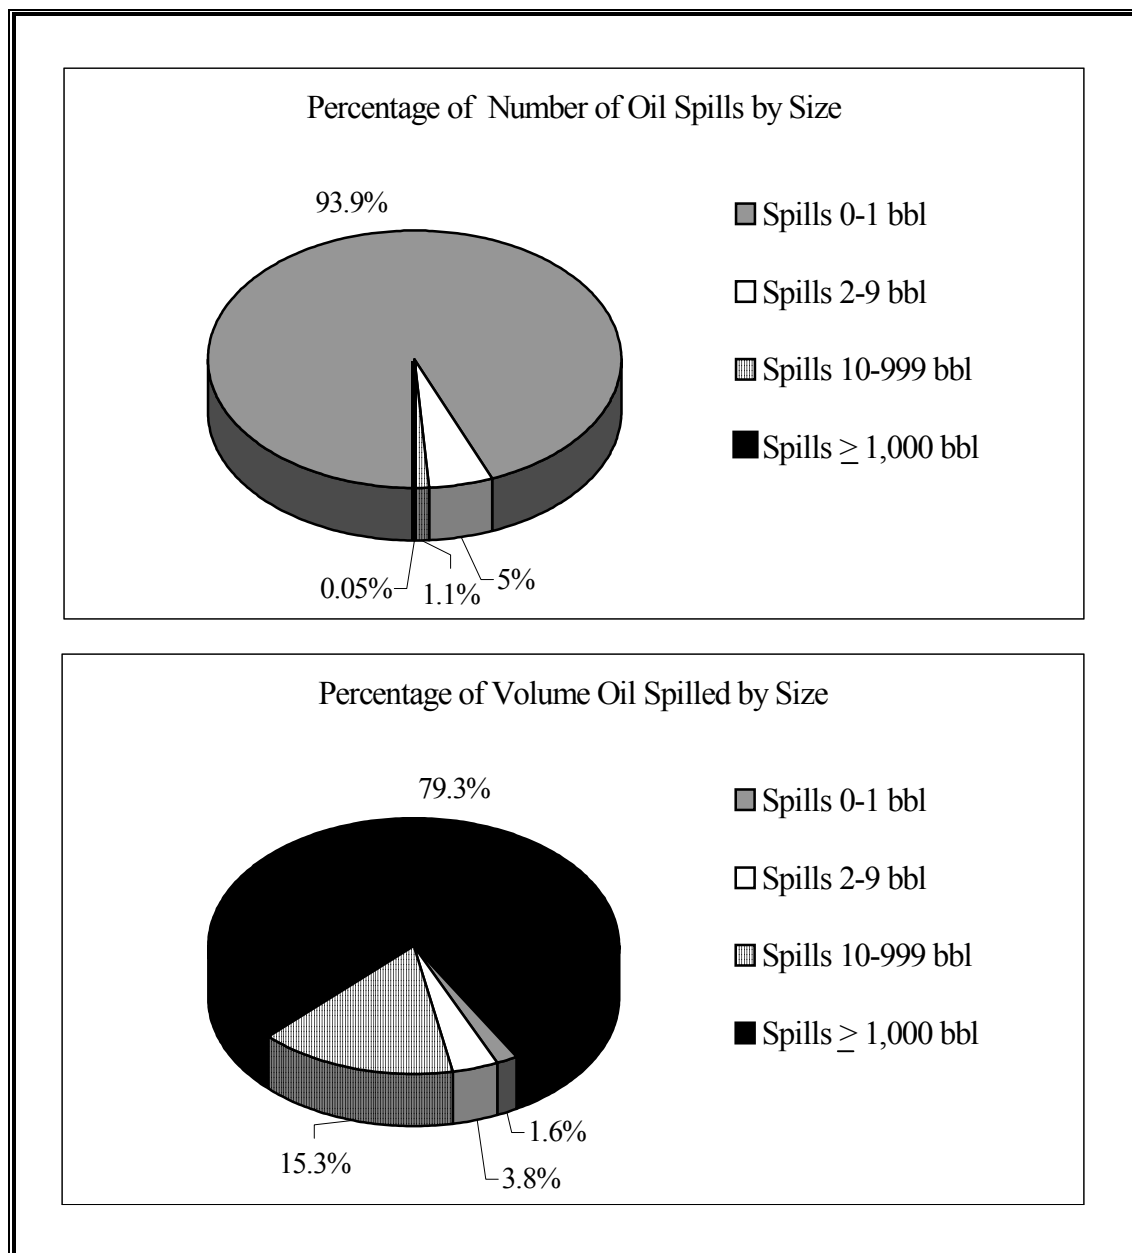 Percentage of Number of Oil Spills by Size
93.9%
Spills 0-1 bbl
Spills 2-9 bbl
Spills 10-999 bbl
Spills ≥ 1,000 bbl
0.05%
1.1%
5%
Percentage of Volume Oil Spilled by Size
79.3%
Spills 0-1 bbl
Spills 2-9 bbl
Spills 10-999 bbl
Spills ≥ 1,000 bbl
15.3%
3.8%
1.6%